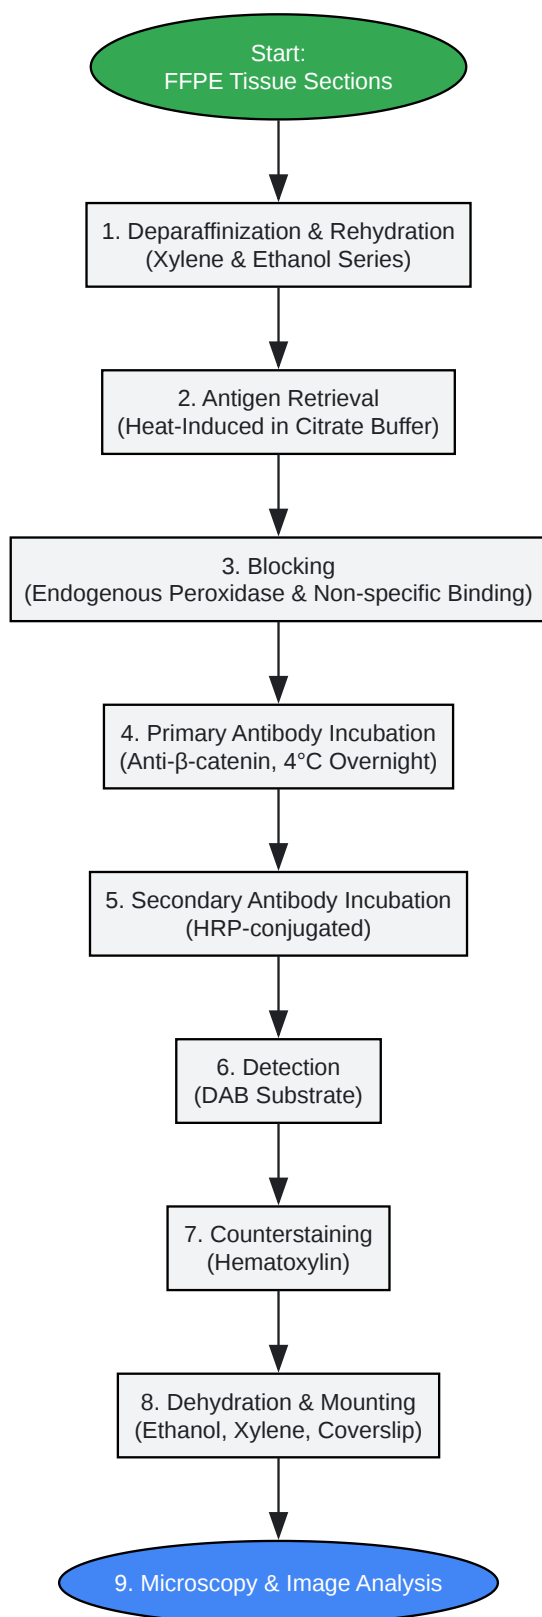 Start:
FFPE Tissue Sections
1. Deparaffinization & Rehydration
(Xylene & Ethanol Series)
2. Antigen Retrieval
(Heat-Induced in Citrate Buffer)
3. Blocking
(Endogenous Peroxidase & Non-specific Binding)
4. Primary Antibody Incubation
(Anti-β-catenin, 4°C Overnight)
5. Secondary Antibody Incubation
(HRP-conjugated)
6. Detection
(DAB Substrate)
7. Counterstaining
(Hematoxylin)
8. Dehydration & Mounting
(Ethanol, Xylene, Coverslip)
9. Microscopy & Image Analysis